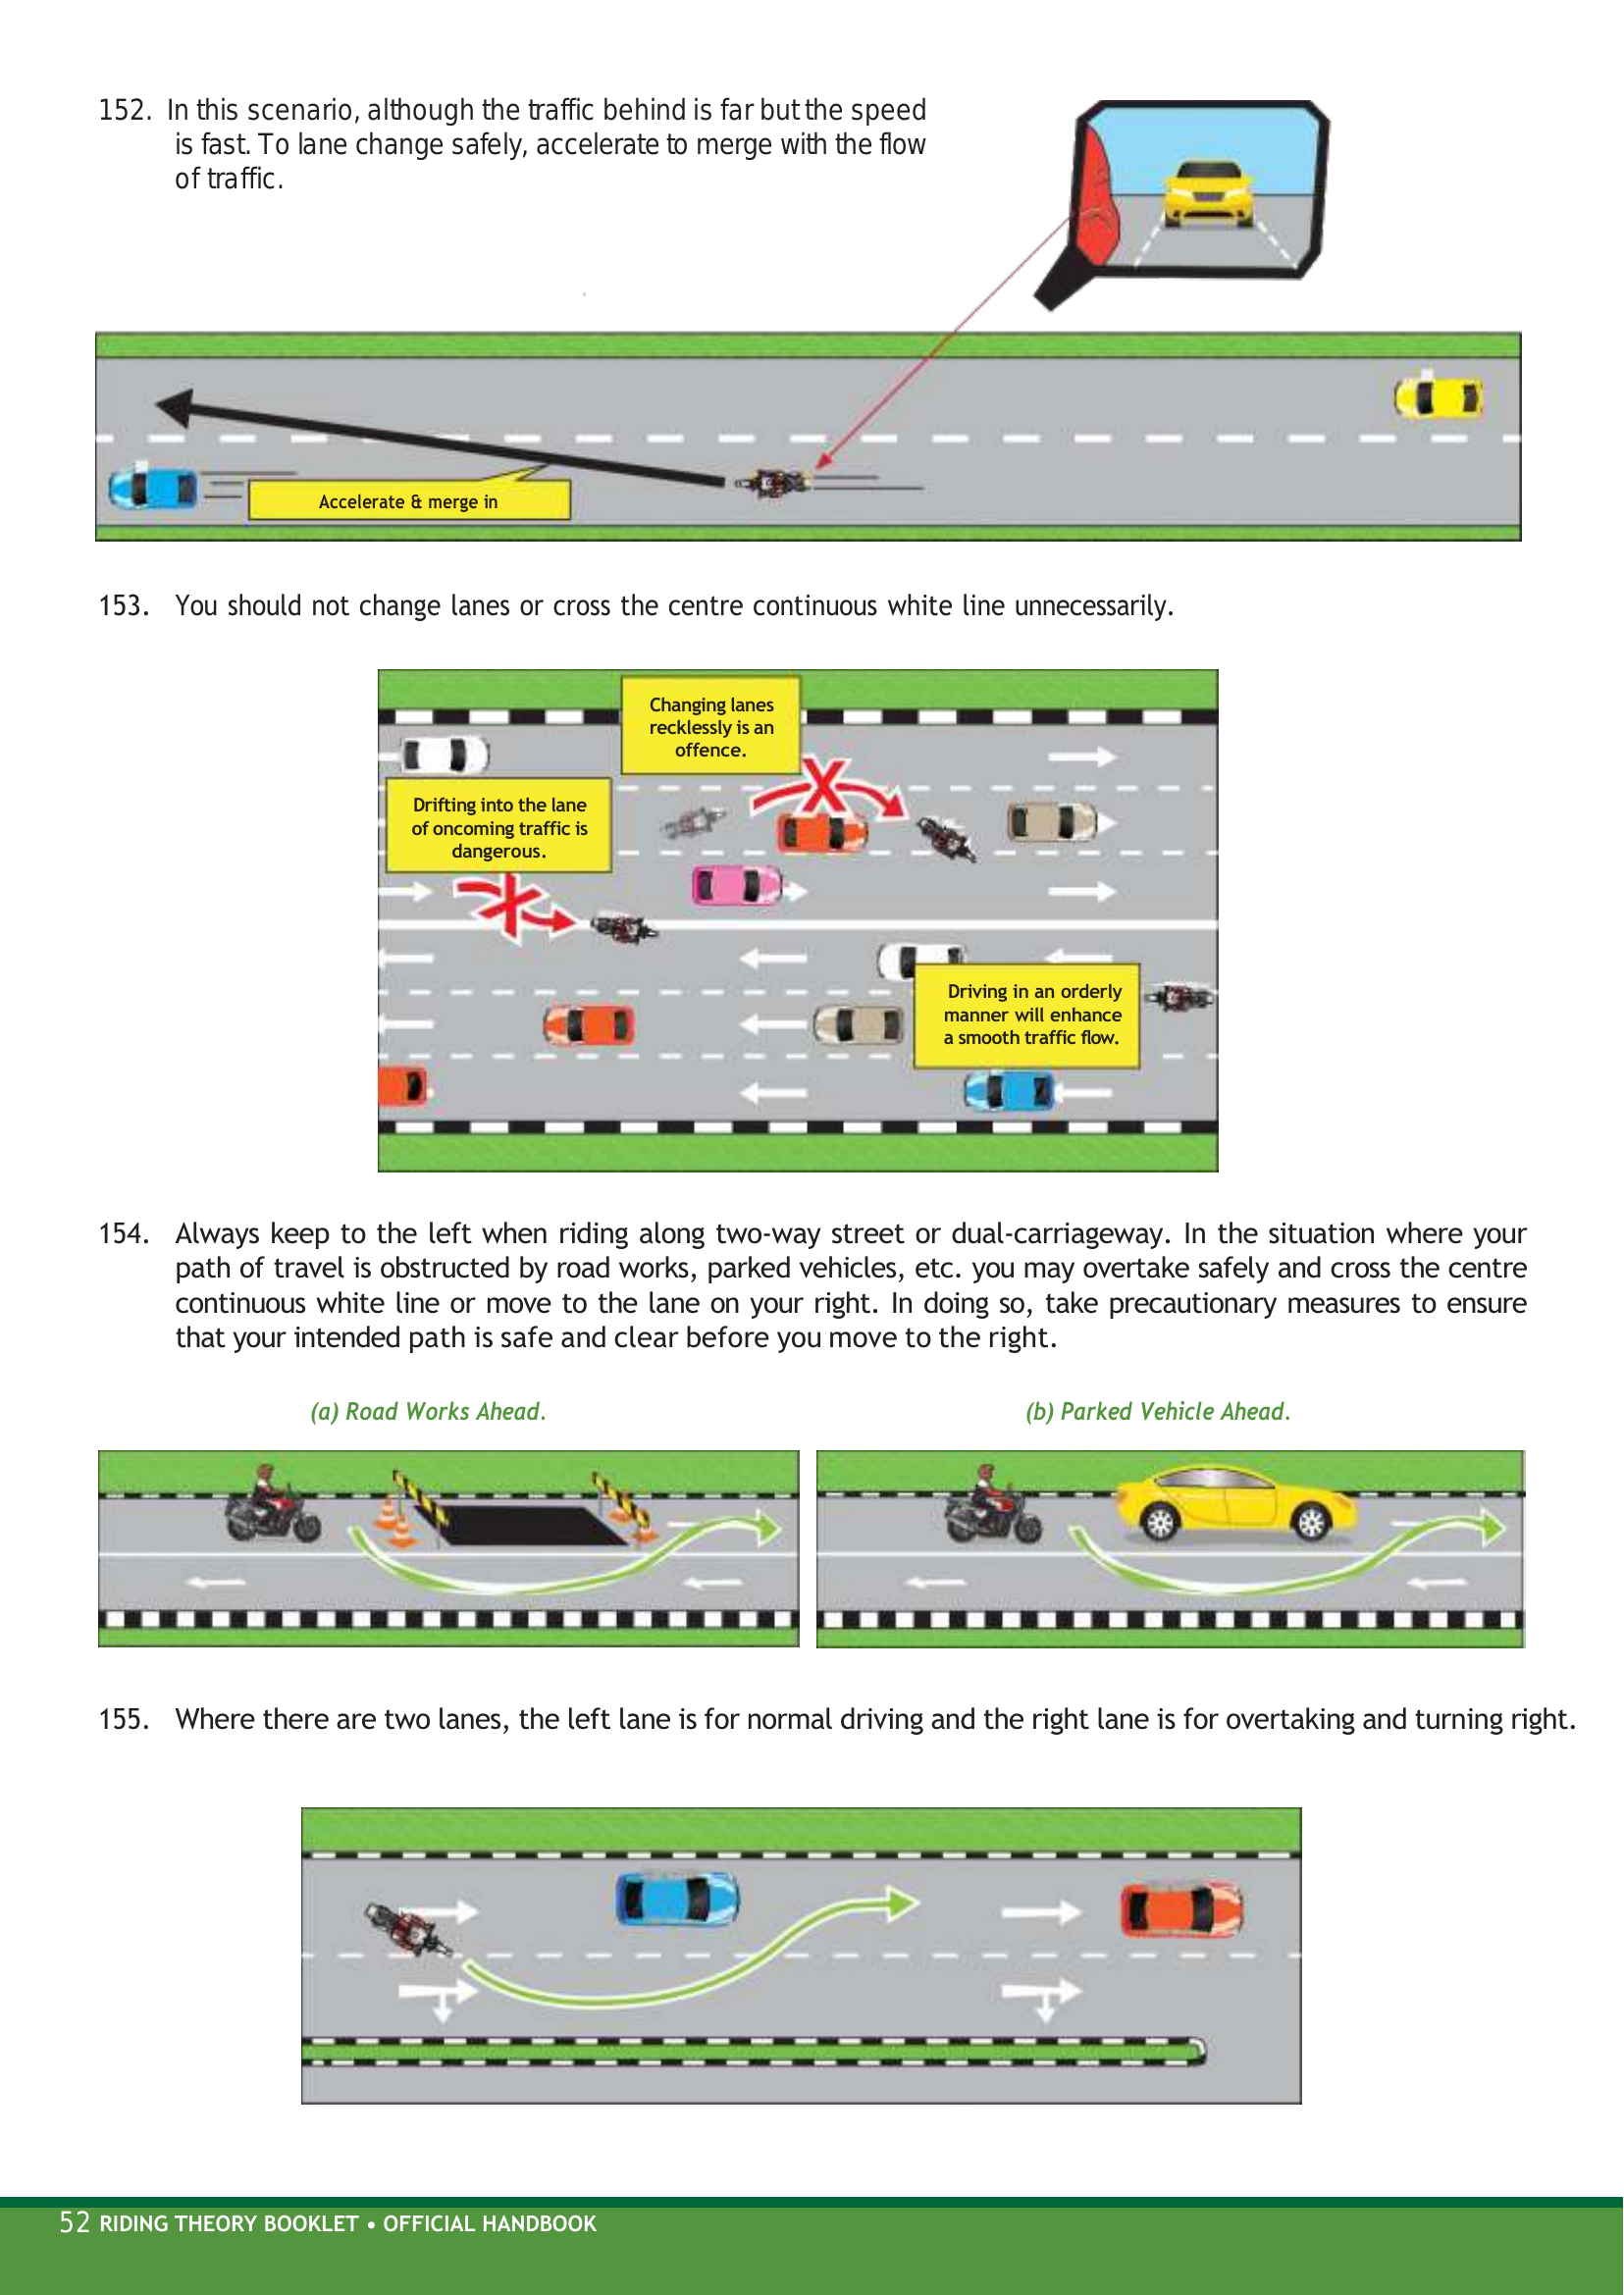 152. In this scenario, although the traffic behind is far but the speed
is fast. To lane change safely, accelerate to merge with the flow
of traffic.
Accelerate & merge in
153. You should not change lanes or cross the centre continuous white line unnecessarily.
Changing lanes
recklessly is an
offence.
Drifting into the lane
of oncoming traffic is
dangerous.
Driving in an orderly
manner will enhance
a smooth traffic flow.
154. Always keep to the left when riding along two-way street or dual-carriageway. In the situation where your
path of travel is obstructed by road works, parked vehicles, etc. you may overtake safely and cross the centre
continuous white line or move to the lane on your right. In doing so, take precautionary measures to ensure
that your intended path is safe and clear before you move to the right.
(a) Road Works Ahead.
(b) Parked Vehicle Ahead.
155. Where there are two lanes, the left lane is for normal driving and the right lane is for overtaking and turning right.
52 RIDING THEORY BOOKLET • OFFICIAL HANDBOOK